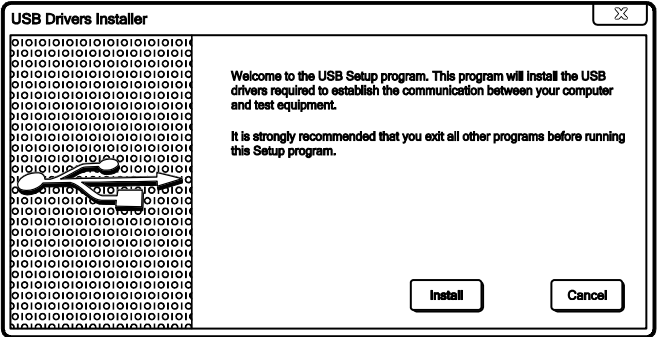 USB Drivers Installer
X
Welcome to the USB Setup program. This program will install the USB
drivers required to establish the communication between your computer
and test equipment.
It is strongly recommended that you exit all other programs before running
this Setup program.
Install
Cancel